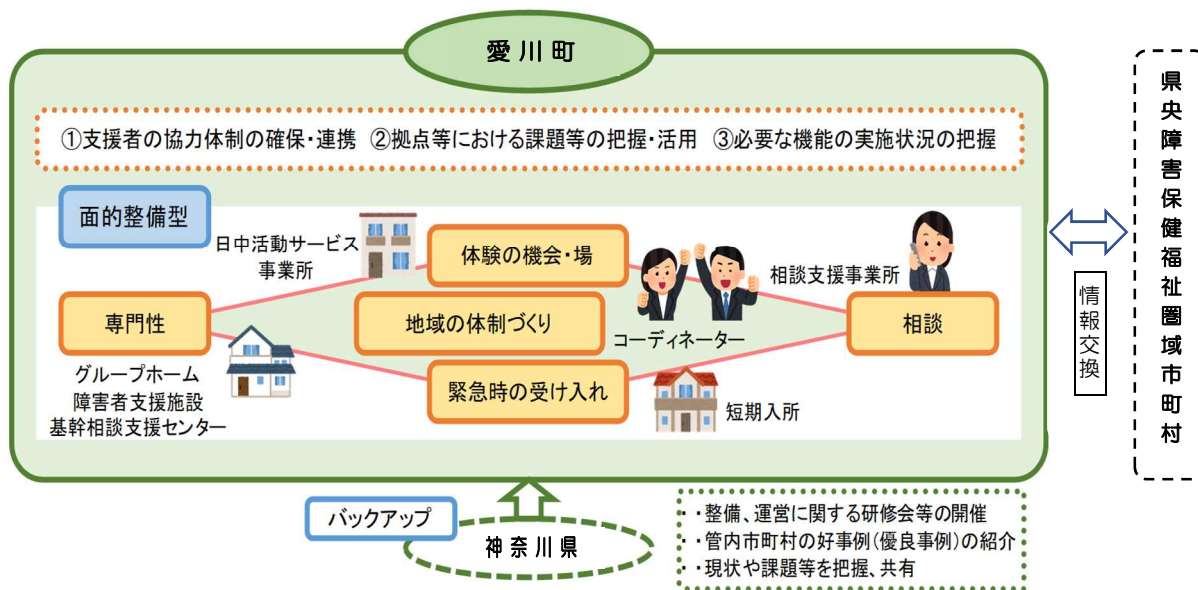 愛川町
①支援者の協力体制の確保・連携 ②拠点等における課題等の把握・活用 ③必要な機能の実施状況の把握
面的整備型
日中活動サービス
事業所
体験の機会・場
相談支援事業所
専門性
地域の体制づくり
コーディネーター
相談
グループホーム
障害者支援施設
基幹相談支援センター
緊急時の受け入れ
短期入所
情報交換
県央障害保健福祉圏域市町村
バックアップ
神奈川県
・・整備、運営に関する研修会等の開催
・・管内市町村の好事例(優良事例)の紹介
・・現状や課題等を把握、共有